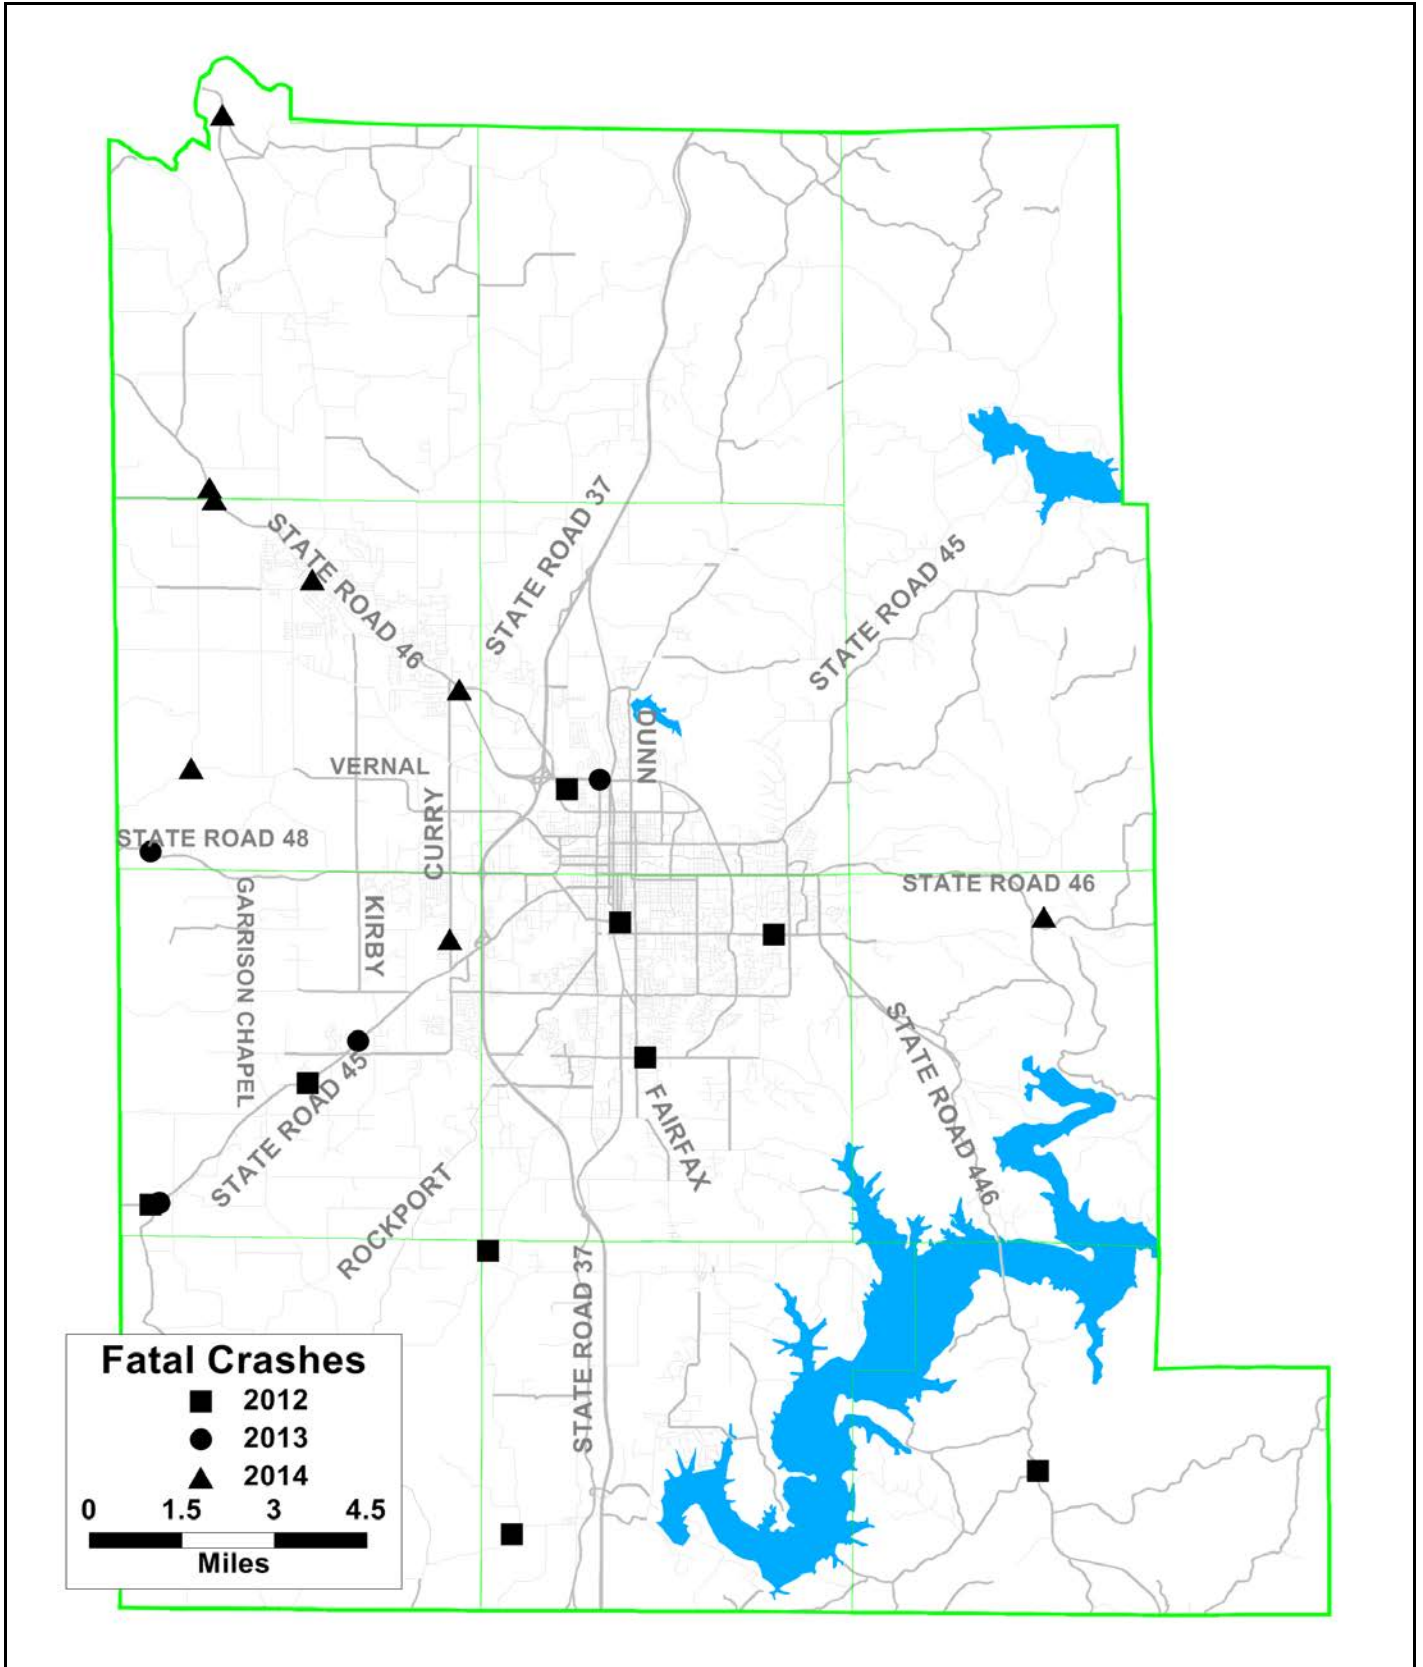 STATE ROAD 37
STATE ROAD 46
STATE ROAD 45
DUNN
VERNAL
CURRY
STATE ROAD 48
STATE ROAD 46
GARRISON CHAPEL
KIRBY
STATE ROAD 446
STATE ROAD 45
FAIRFAX
ROCKPORT
STATE ROAD 37
Fatal Crashes
2012
2013
2014
0 1.5 3 4.5
Miles